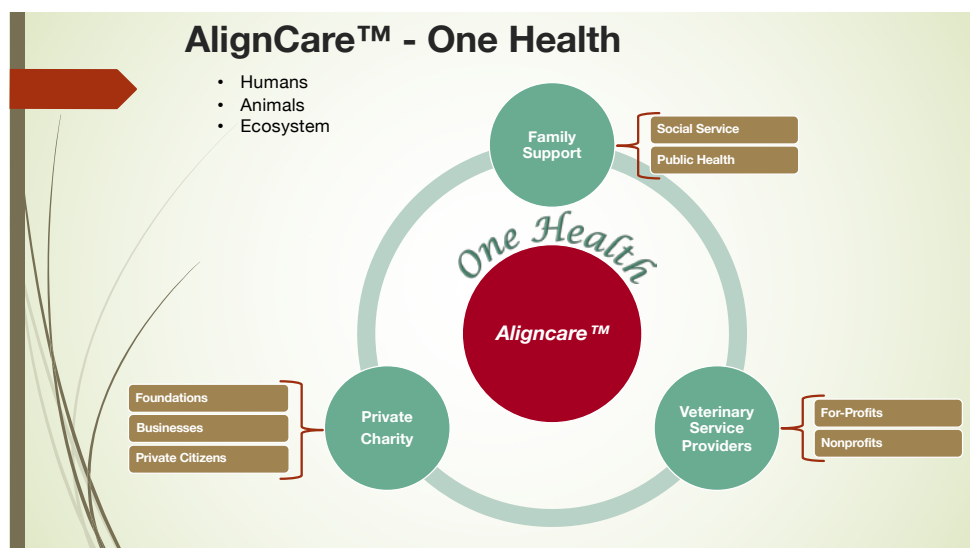 AlignCare™ - One Health
• Humans
• Animals
• Ecosystem
Family
Support
Social Service
Public Health
One Health
Aligncare™
Foundations
Businesses
Private Citizens
Private
Charity
Veterinary
Service
Providers
For-Profits
Nonprofits